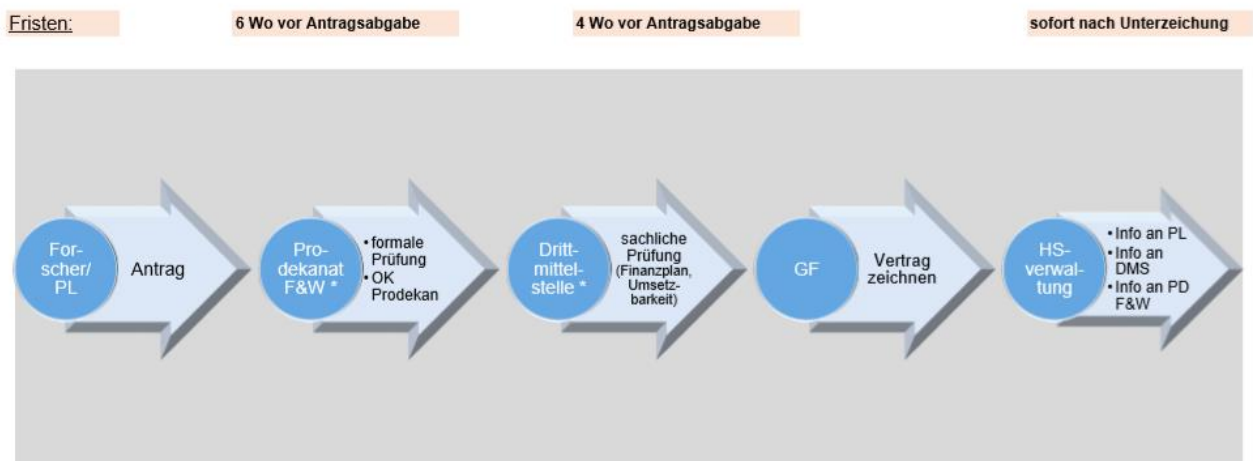 Fristen:
6 Wo vor Antragsabgabe
4 Wo vor Antragsabgabe
sofort nach Unterzeichung
For-
scher/
PL
Antrag
Pro-
dekanat
F&W *
• formale
Prüfung
• OK
Prodekan
Dritt-
mittel-
stelle *
sachliche
Prüfung
(Finanzplan,
Umsetz-
barkeit)
GF
Vertrag
zeichnen
HS-
verwal-
tung
• Info an PL
• Info an
DMS
• Info an PD
F&W